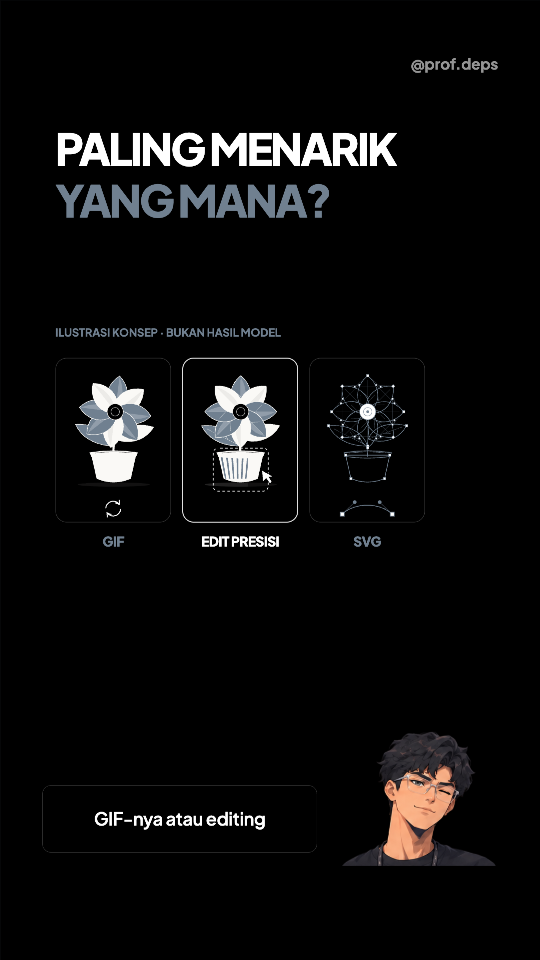 @prof.deps
PALING MENARIK
YANG MANA?
ILUSTRASI KONSEP · BUKAN HASIL MODEL
GIF
EDIT PRESISI
SVG
GIF-nya atau editing